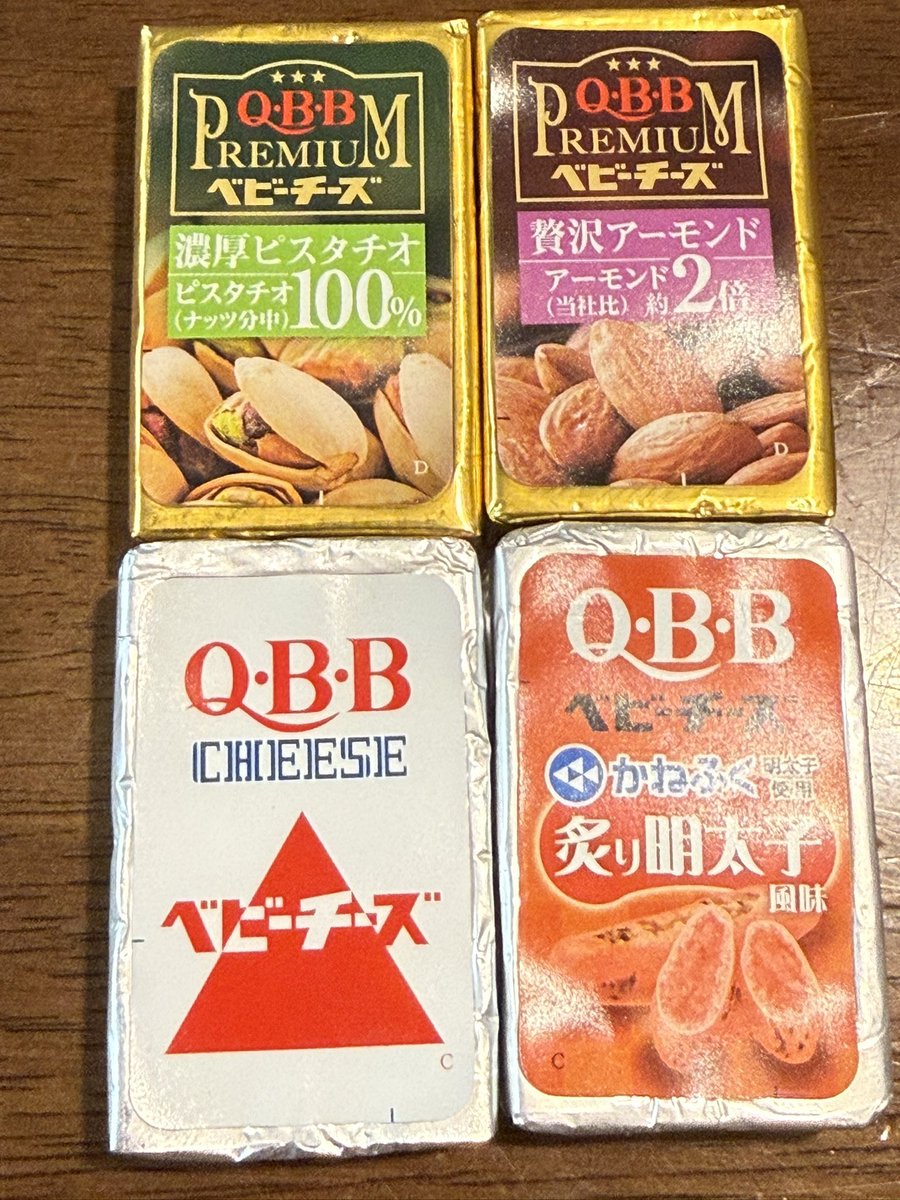 ★★★
Q・B・B
PREMIUM
ベビーチーズ
濃厚ピスタチオ
ピスタチオ
(ナッツ分中)
100%
D
★★★
Q・B・B
PREMIUM
ベビーチーズ
贅沢アーモンド
アーモンド
(当社比)
約2倍
D
Q・B・B
CHEESE
ベビーチーズ
C
Q・B・B
ベビーチーズ
かねふく
明太子
使用
炙り明太子
風味
C